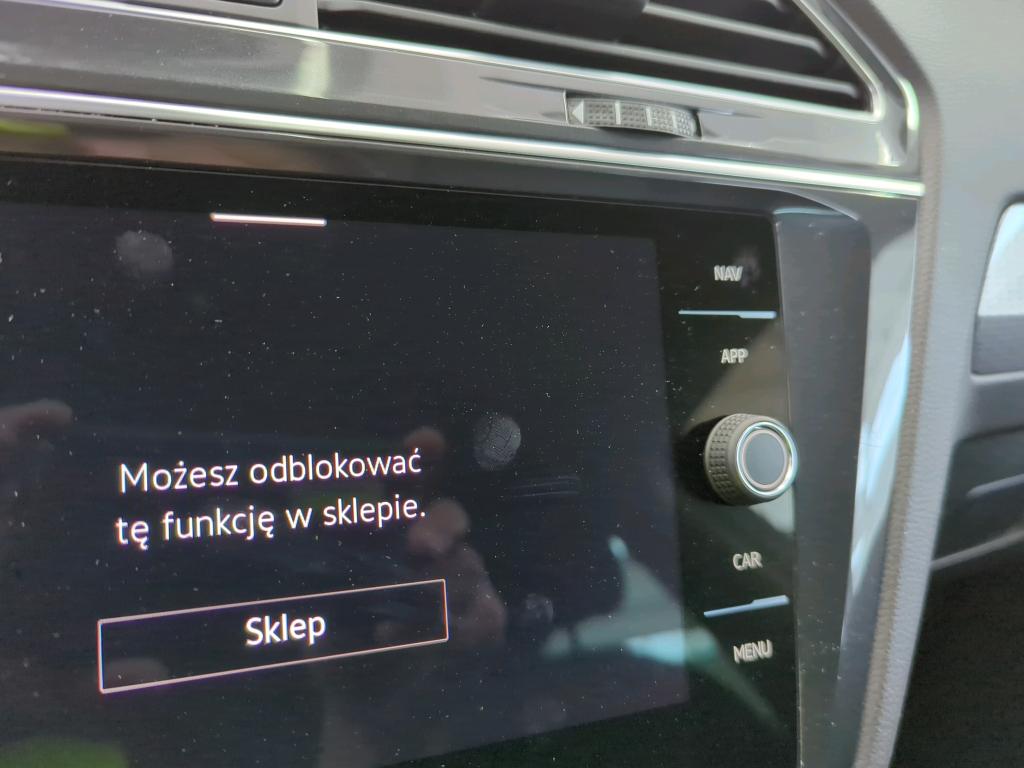 NAV
APP
Możesz odblokować
tę funkcję w sklepie.
Sklep
CAR
MENU